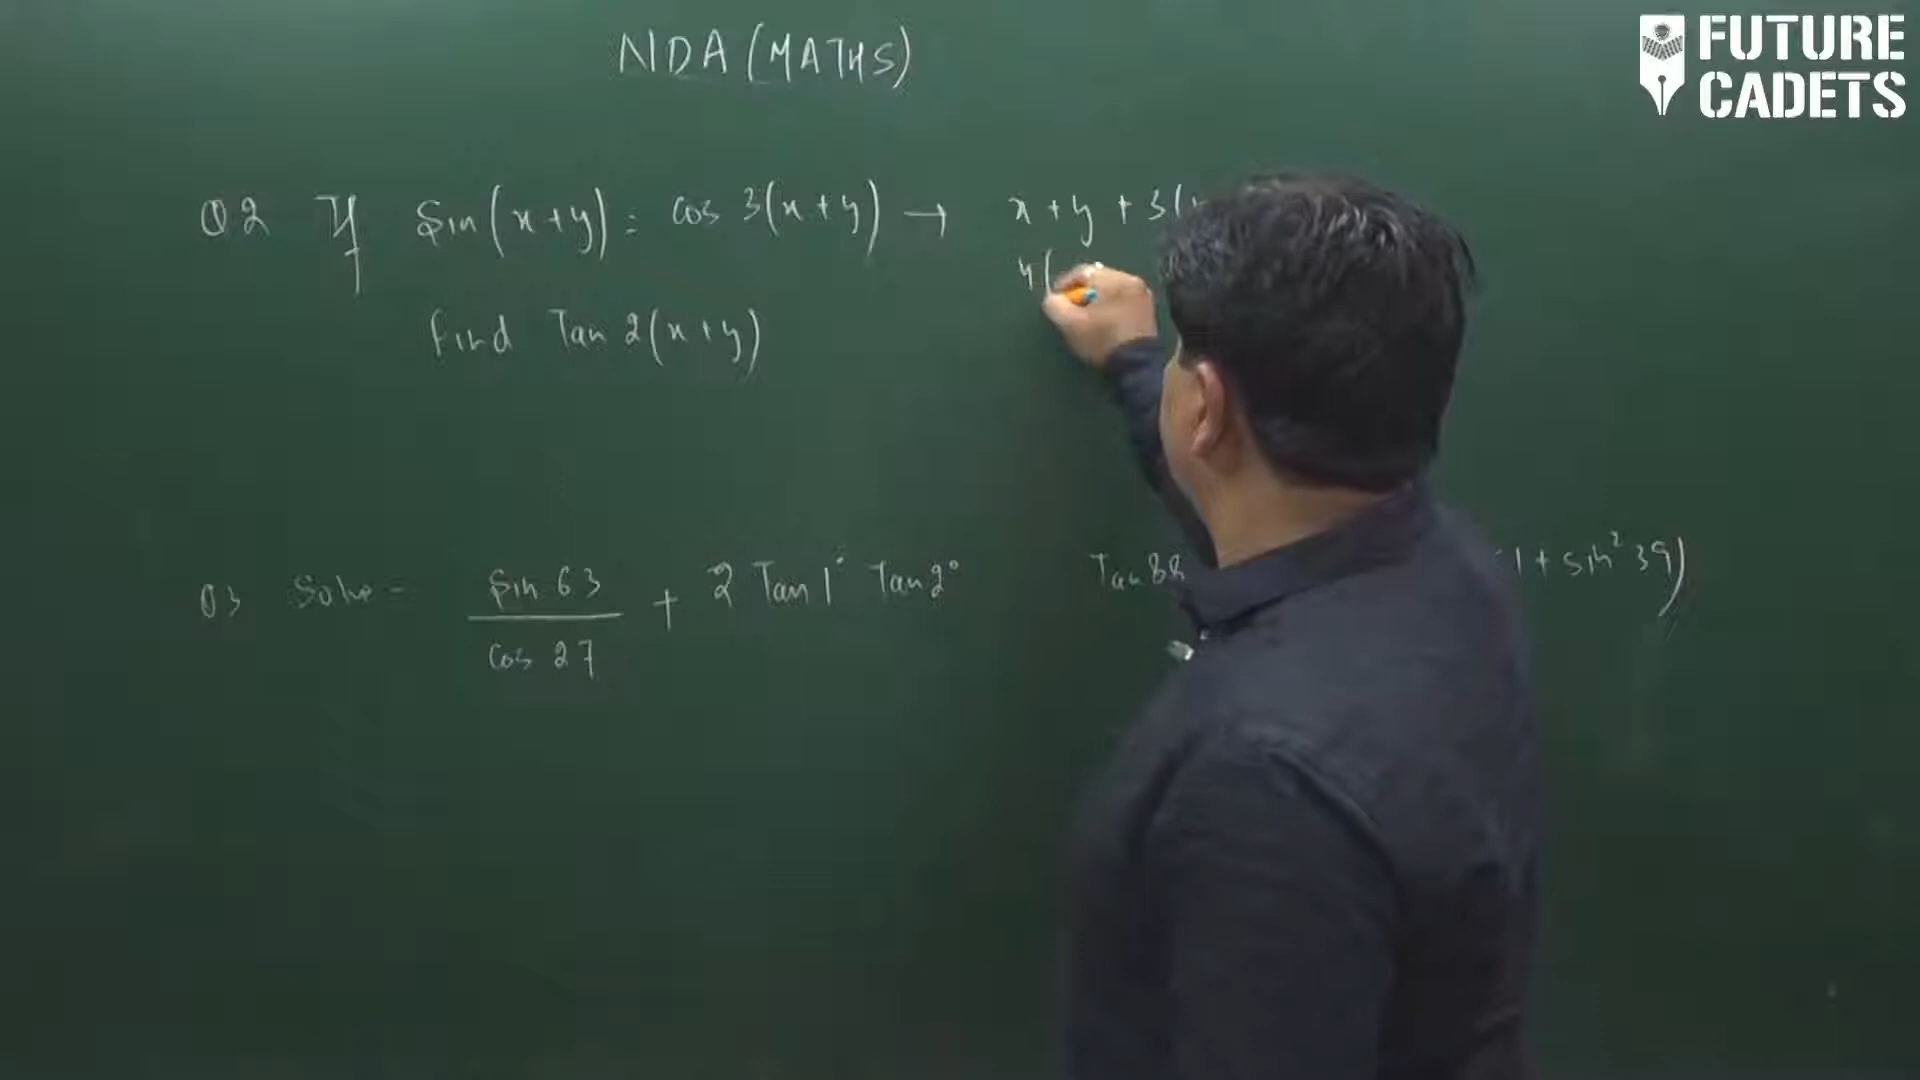 NDA (MATHS)
FUTURE
CADETS
Q2 If Sin(x+y) = cos 3(x+y) → x+y+3(
4(
find Tan 2(x+y)
Q3 Solve = Sin 63 / cos 27 + 2 Tan 1° Tan 2° Tan 88 1 + sin² 39)